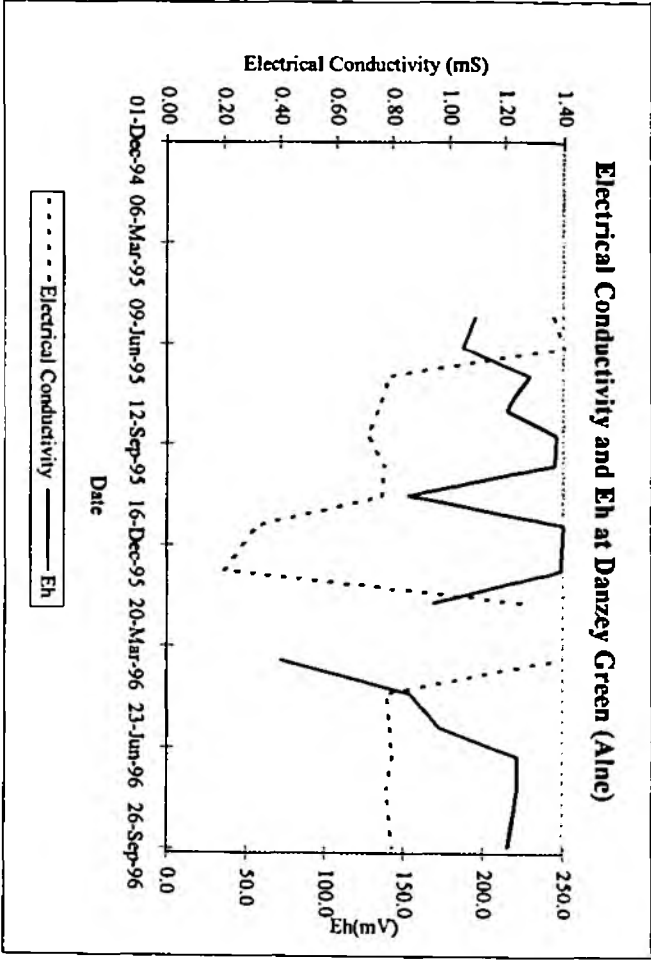 Electrical Conductivity and Eh at Danzey Green (Alne)
Electrical Conductivity (mS)
1.40
1.20
1.00
0.80
0.60
0.40
0.20
0.00
250.0
200.0
150.0
100.0
50.0
0.0
Eh(mV)
01-Dec-94
06-Mar-95
09-Jun-95
12-Sep-95
16-Dec-95
20-Mar-96
23-Jun-96
26-Sep-96
Date
Electrical Conductivity
Eh